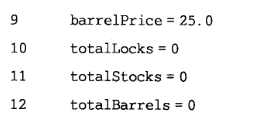 9 barrelPrice = 25.0
10 totalLocks = 0
11 totalStocks = 0
12 totalBarrels = 0